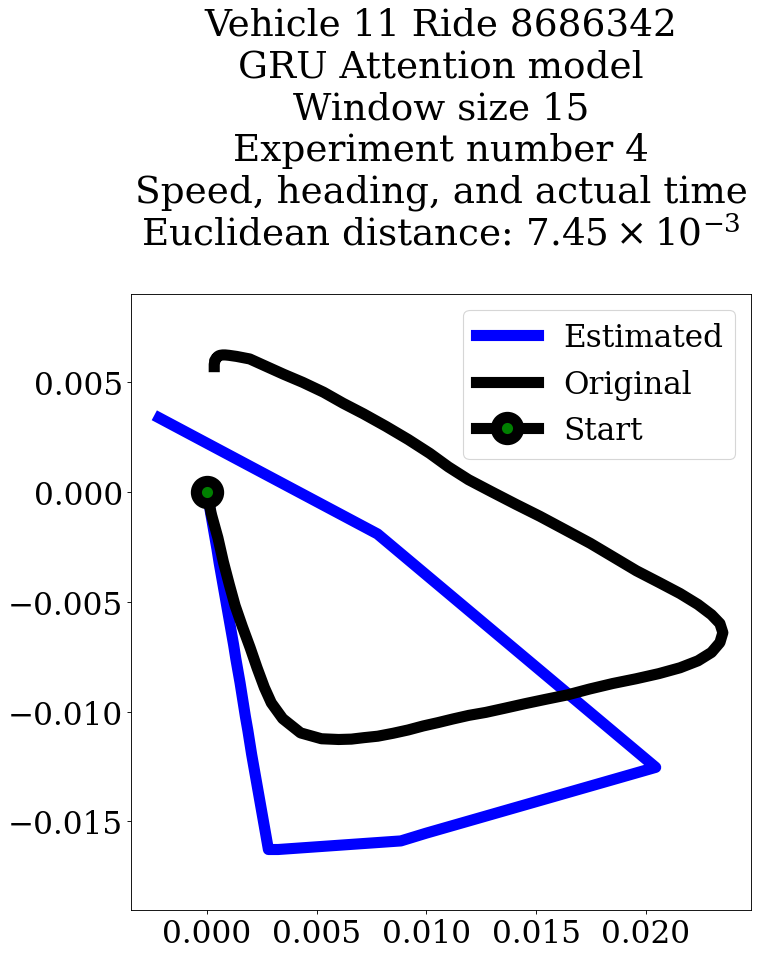 Vehicle 11 Ride 8686342
GRU Attention model
Window size 15
Experiment number 4
Speed, heading, and actual time
Euclidean distance: 7.45 × 10⁻³
Estimated
Original
Start
0.005
0.000
−0.005
−0.010
−0.015
0.000 0.005 0.010 0.015 0.020